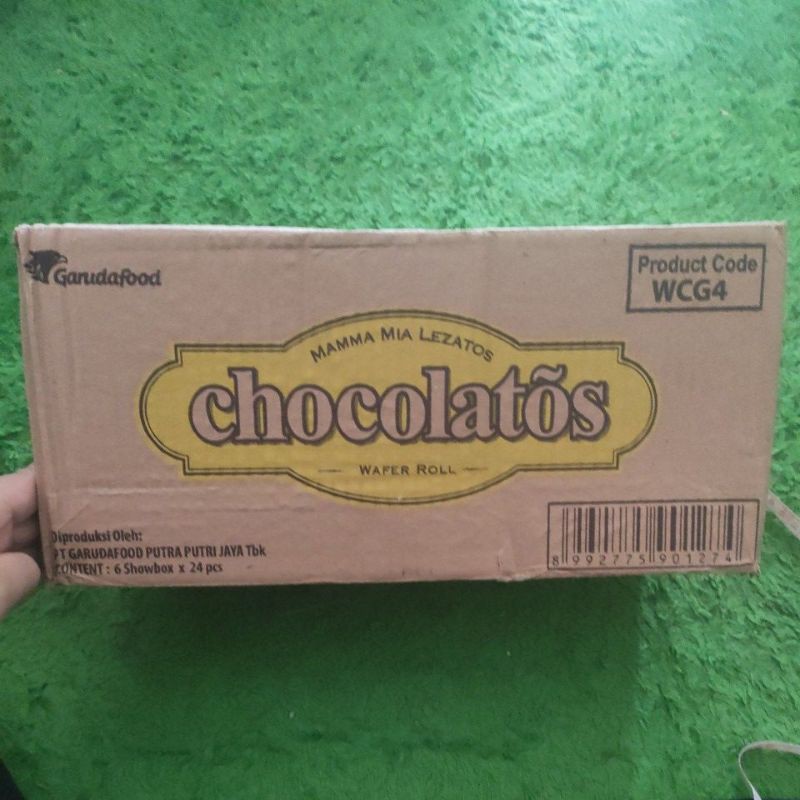 Garudafood
Product Code
WCG4
MAMMA MIA LEZATOS
chocolatõs
WAFER ROLL
Diproduksi Oleh:
PT GARUDAFOOD PUTRA PUTRI JAYA Tbk
CONTENT : 6 Showbox x 24 pcs
8 992775 901274